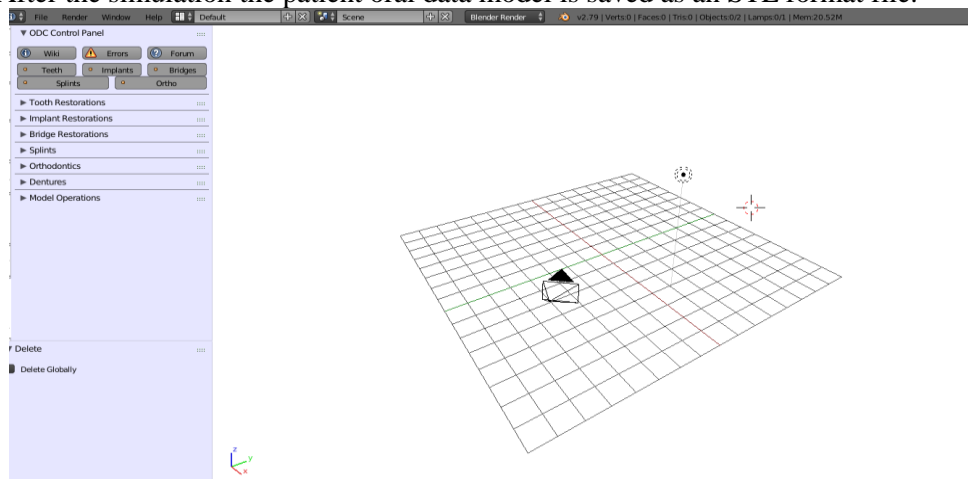 After the simulation the patient oral data model is saved as an STL format file.
File Render Window Help Default Scene Blender Render v2.79 | Verts:0 | Faces:0 | Tris:0 | Objects:0/2 | Lamps:0/1 | Mem:20.52M
▼ ODC Control Panel
Wiki Errors Forum
Teeth Implants Bridges
Splints Ortho
▶ Tooth Restorations
▶ Implant Restorations
▶ Bridge Restorations
▶ Splints
▶ Orthodontics
▶ Dentures
▶ Model Operations
▼ Delete
Delete Globally
z
y
x